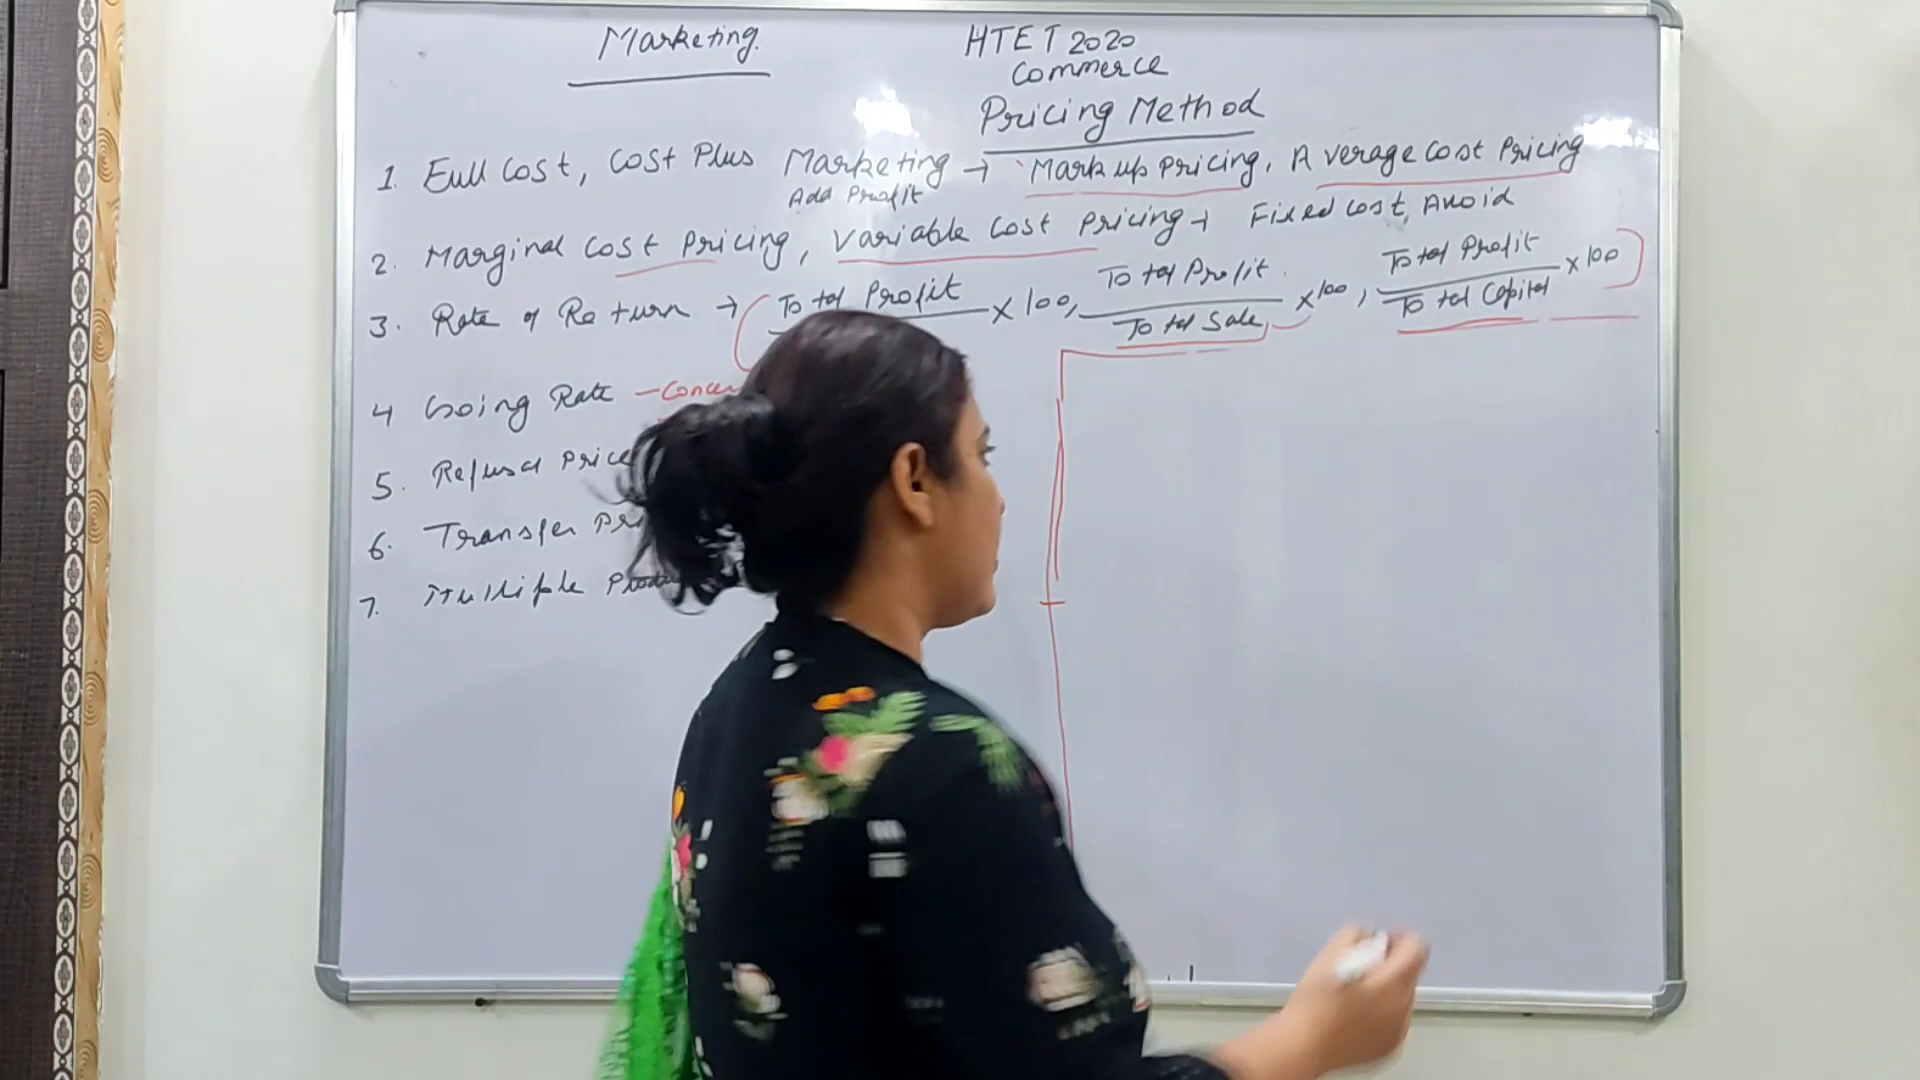 Marketing.
HTET 2020
Commerce
Pricing Method
1. Full Cost, Cost Plus Marketing → Mark up Pricing, Average Cost Pricing
Add Profit
2. Marginal Cost Pricing, Variable Cost Pricing → Fixed Cost, Avoid
3. Rate of Return → Total Profit × 100, Total Profit / Total Sale × 100, Total Profit / Total Capital × 100
4 Going Rate –
5. Refusal Price
6. Transfer
7. Multiple